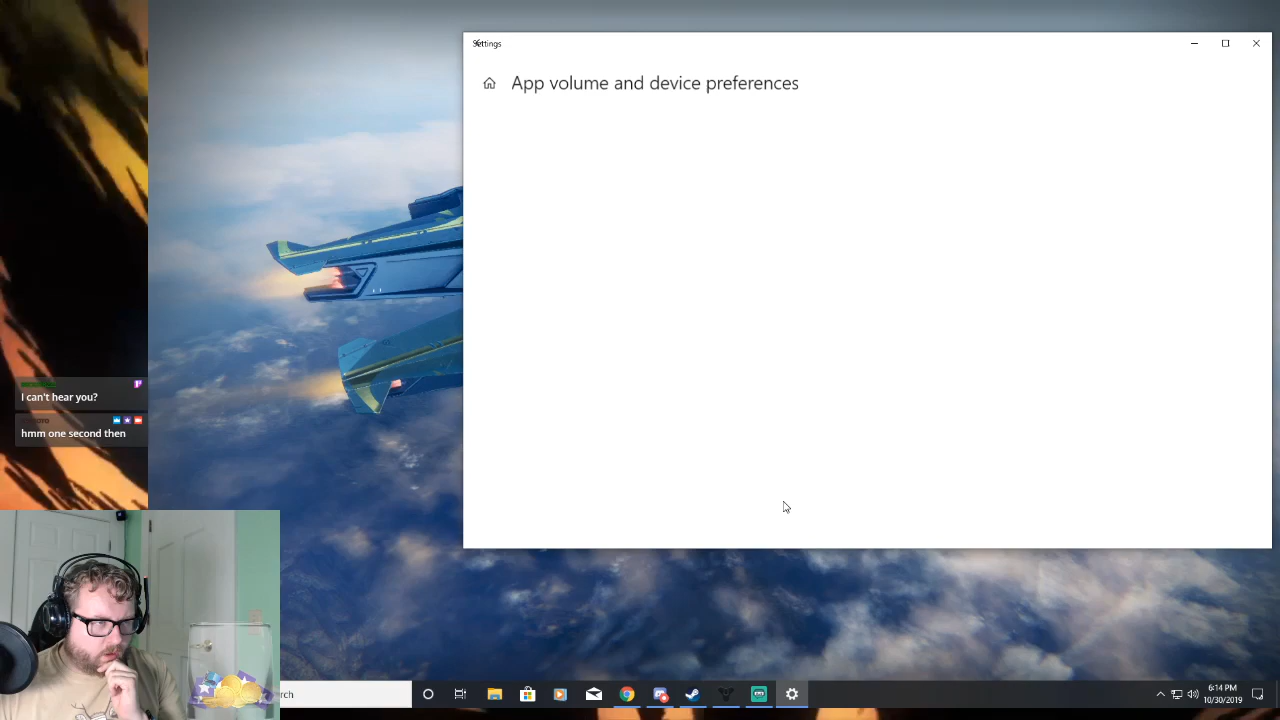 Settings
App volume and device preferences
I can't hear you?
hmm one second then
rch
6:14 PM
10/30/2019